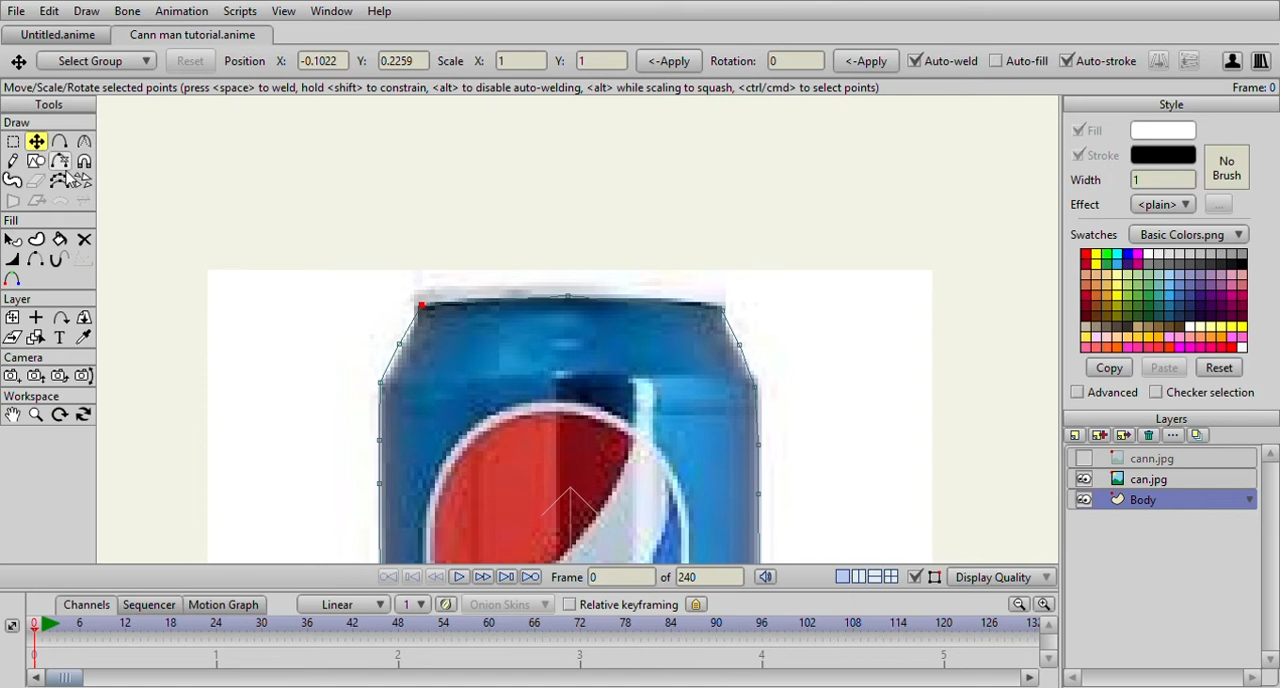 File Edit Draw Bone Animation Scripts View Window Help
Untitled.anime Cann man tutorial.anime
Select Group Reset Position X: -0.1022 Y: 0.2259 Scale X: 1 Y: 1 <-Apply Rotation: 0 <-Apply Auto-weld Auto-fill Auto-stroke
Move/Scale/Rotate selected points (press <space> to weld, hold <shift> to constrain, <alt> to disable auto-welding, <alt> while scaling to squash, <ctrl/cmd> to select points) Frame: 0
Tools
Draw
Fill
Layer
Camera
Workspace
Style
Fill
Stroke
No Brush
Width 1
Effect <plain> ...
Swatches Basic Colors.png
Copy Paste Reset
Advanced Checker selection
Layers
cann.jpg
can.jpg
Body
Frame 0 of 240 Display Quality
Channels Sequencer Motion Graph Linear 1 Onion Skins Relative keyframing
0 6 12 18 24 30 36 42 48 54 60 66 72 78 84 90 96 102 108 114 120 126 132
0 1 2 3 4 5